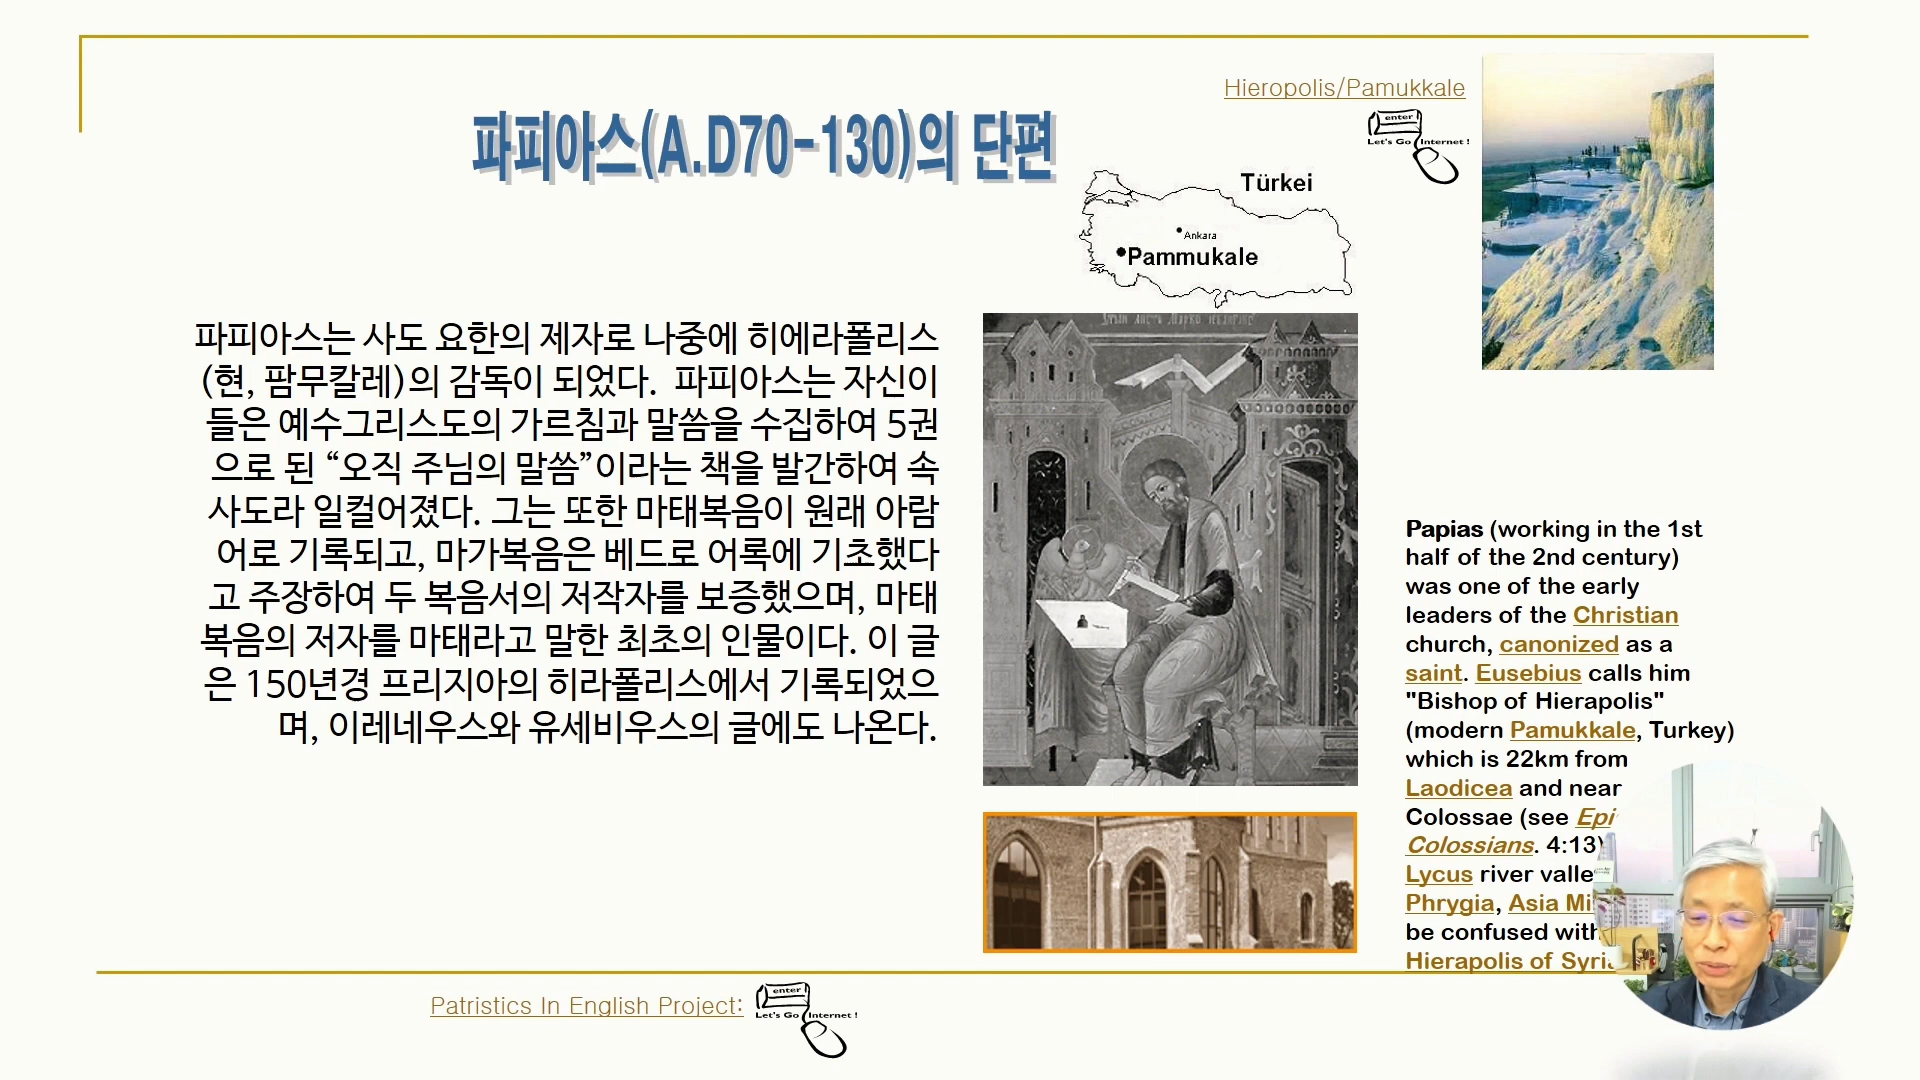 Hieropolis/Pamukkale
enter
Let's Go Internet !
파피아스(A.D70-130)의 단편
Türkei
Ankara
Pammukale
파피아스는 사도 요한의 제자로 나중에 히에라폴리스
(현, 팜무칼레)의 감독이 되었다. 파피아스는 자신이
들은 예수그리스도의 가르침과 말씀을 수집하여 5권
으로 된 “오직 주님의 말씀”이라는 책을 발간하여 속
사도라 일컬어졌다. 그는 또한 마태복음이 원래 아람
어로 기록되고, 마가복음은 베드로 어록에 기초했다
고 주장하여 두 복음서의 저작자를 보증했으며, 마태
복음의 저자를 마태라고 말한 최초의 인물이다. 이 글
은 150년경 프리지아의 히라폴리스에서 기록되었으
며, 이레네우스와 유세비우스의 글에도 나온다.
Papias (working in the 1st
half of the 2nd century)
was one of the early
leaders of the Christian
church, canonized as a
saint. Eusebius calls him
"Bishop of Hierapolis"
(modern Pamukkale, Turkey)
which is 22km from
Laodicea and near
Colossae (see
Colossians. 4:13)
Lycus river
Phrygia, Asia
be confused with
Hierapolis of
Patristics In English Project:
enter
Let's Go Internet !